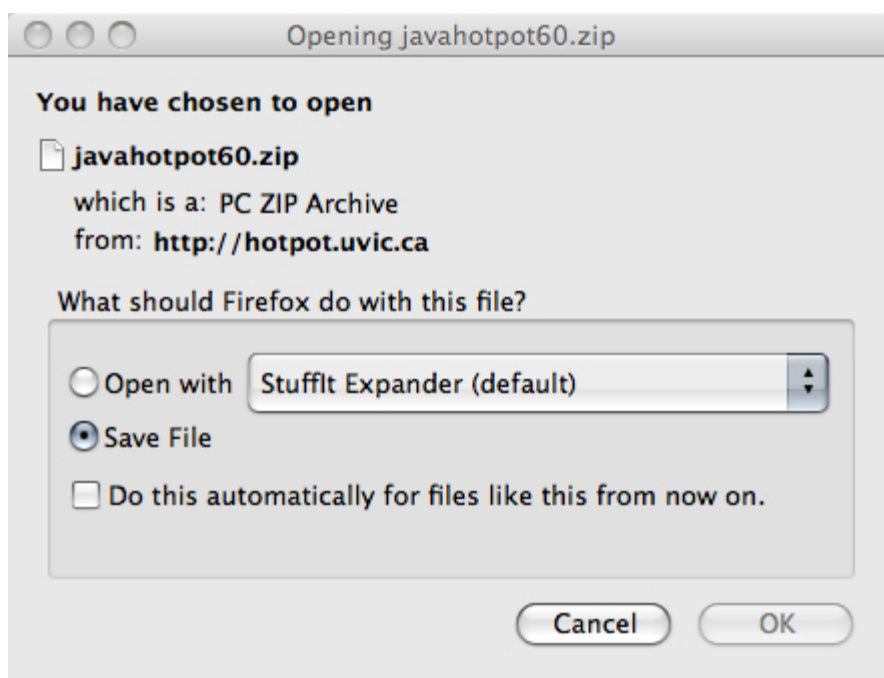 Opening javahotpot60.zip
You have chosen to open
javahotpot60.zip
which is a: PC ZIP Archive
from: http://hotpot.uvic.ca
What should Firefox do with this file?
Open with StuffIt Expander (default)
Save File
Do this automatically for files like this from now on.
Cancel OK